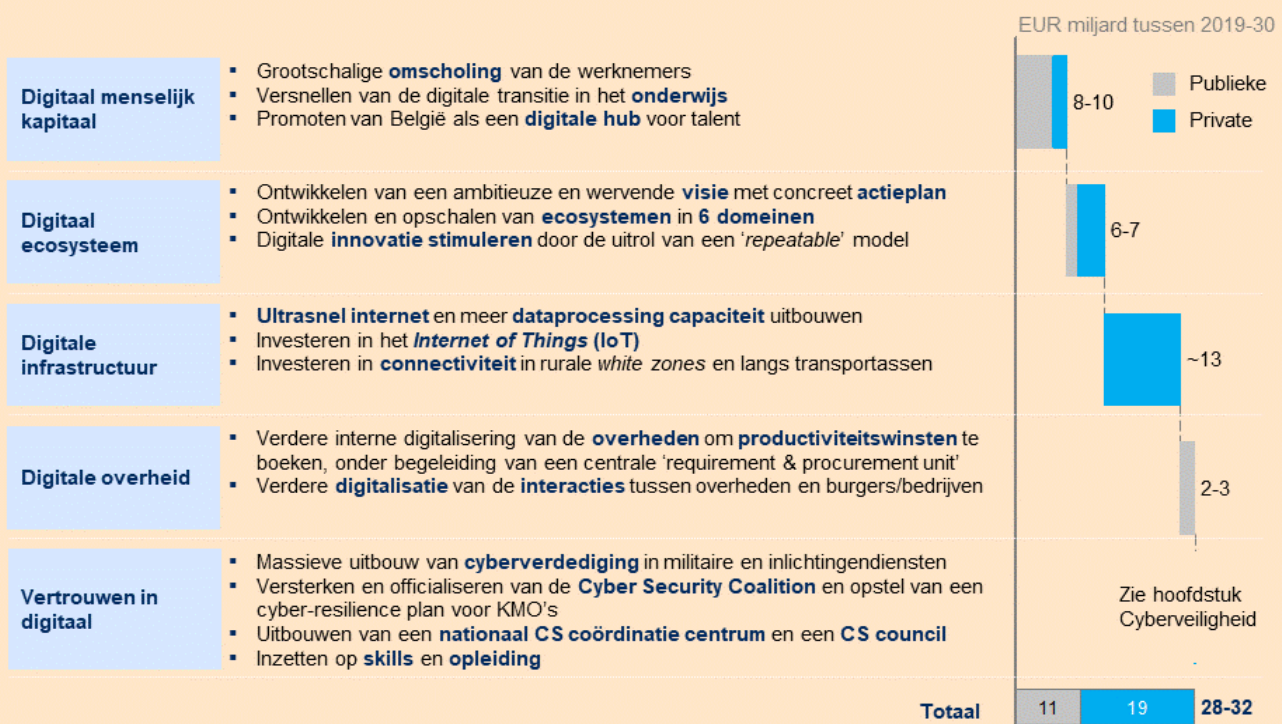 EUR miljard tussen 2019-30
Publieke
Private
Digitaal menselijk
kapitaal
▪ Grootschalige omscholing van de werknemers
▪ Versnellen van de digitale transitie in het onderwijs
▪ Promoten van België als een digitale hub voor talent
8-10
Digitaal
ecosysteem
▪ Ontwikkelen van een ambitieuze en wervende visie met concreet actieplan
▪ Ontwikkelen en opschalen van ecosystemen in 6 domeinen
▪ Digitale innovatie stimuleren door de uitrol van een ‘repeatable’ model
6-7
Digitale
infrastructuur
▪ Ultrasnel internet en meer dataprocessing capaciteit uitbouwen
▪ Investeren in het Internet of Things (IoT)
▪ Investeren in connectiviteit in rurale white zones en langs transportassen
~13
Digitale overheid
▪ Verdere interne digitalisering van de overheden om productiviteitswinsten te
boeken, onder begeleiding van een centrale ‘requirement & procurement unit’
▪ Verdere digitalisatie van de interacties tussen overheden en burgers/bedrijven
2-3
Vertrouwen in
digitaal
▪ Massieve uitbouw van cyberverdediging in militaire en inlichtingendiensten
▪ Versterken en officialiseren van de Cyber Security Coalition en opstel van een
cyber-resilience plan voor KMO’s
▪ Uitbouwen van een nationaal CS coördinatie centrum en een CS council
▪ Inzetten op skills en opleiding
Zie hoofdstuk
Cyberveiligheid
Totaal
11
19
28-32